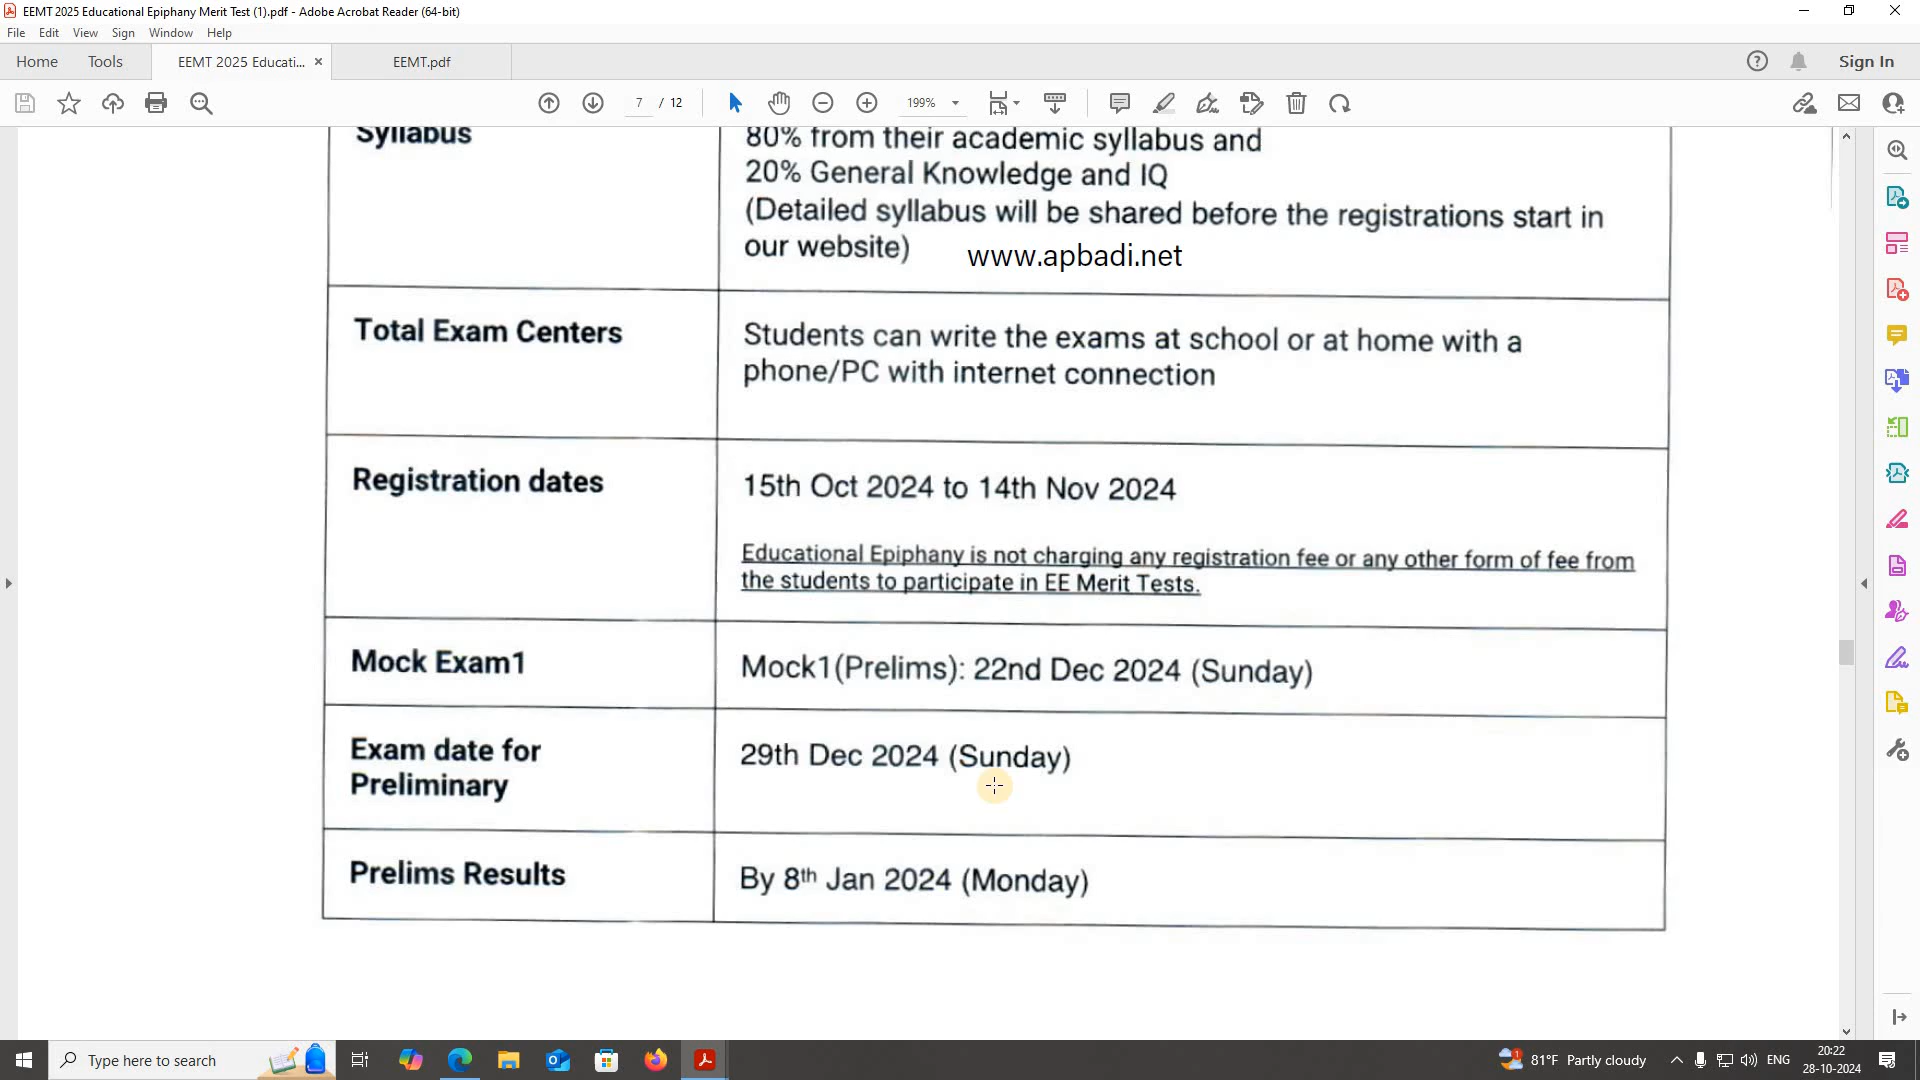 EEMT 2025 Educational Epiphany Merit Test (1).pdf - Adobe Acrobat Reader (64-bit)
File Edit View Sign Window Help
Home Tools EEMT 2025 Educati... EEMT.pdf Sign In
7 / 12 199%
Syllabus
80% from their academic syllabus and
20% General Knowledge and IQ
(Detailed syllabus will be shared before the registrations start in
our website) www.apbadi.net
Total Exam Centers
Students can write the exams at school or at home with a
phone/PC with internet connection
Registration dates
15th Oct 2024 to 14th Nov 2024
Educational Epiphany is not charging any registration fee or any other form of fee from
the students to participate in EE Merit Tests.
Mock Exam1
Mock1(Prelims): 22nd Dec 2024 (Sunday)
Exam date for
Preliminary
29th Dec 2024 (Sunday)
Prelims Results
By 8th Jan 2024 (Monday)
Type here to search
81°F Partly cloudy
ENG
20:22
28-10-2024